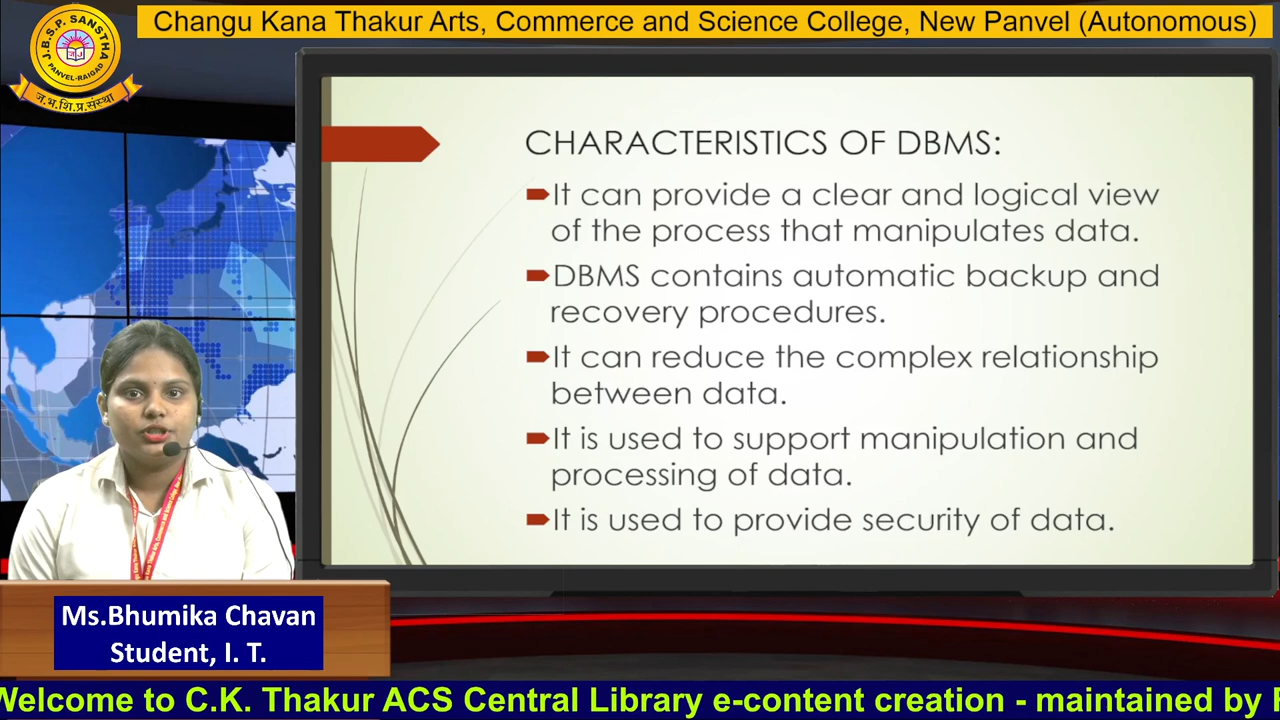 Changu Kana Thakur Arts, Commerce and Science College, New Panvel (Autonomous)
J.B.S.P. SANSTHA
PANVEL-RAIGAD
ज.भ.शि.प्र.संस्था
CHARACTERISTICS OF DBMS:
It can provide a clear and logical view
of the process that manipulates data.
DBMS contains automatic backup and
recovery procedures.
It can reduce the complex relationship
between data.
It is used to support manipulation and
processing of data.
It is used to provide security of data.
Ms.Bhumika Chavan
Student, I. T.
Welcome to C.K. Thakur ACS Central Library e-content creation - maintained by